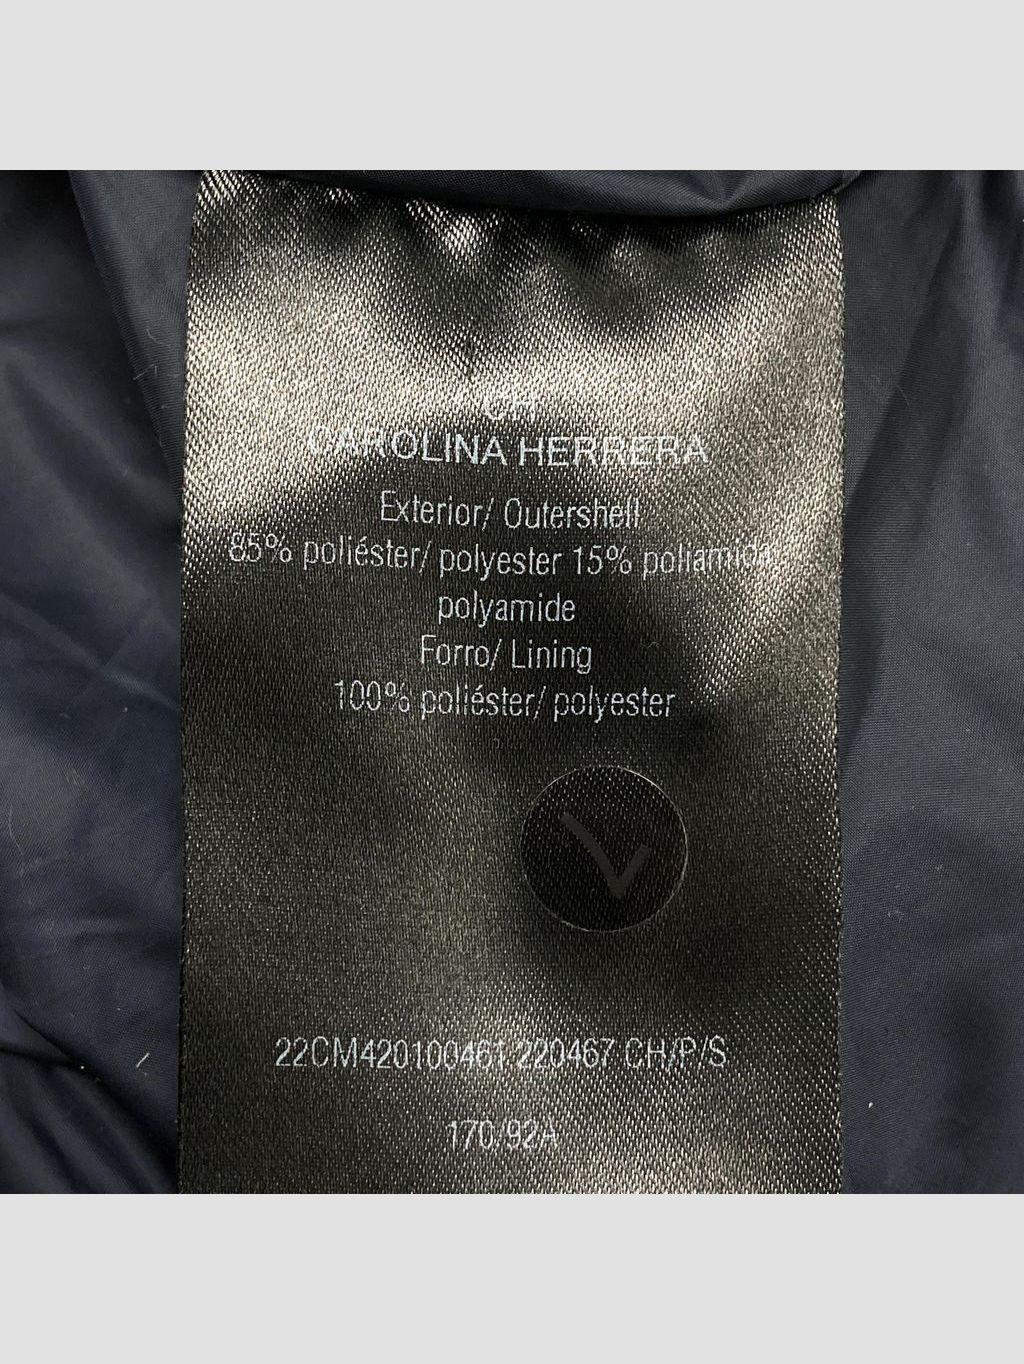 CH
CAROLINA HERRERA
Exterior/ Outershell
85% poliéster/ polyester 15% poliamida/
polyamide
Forro/ Lining
100% poliéster/ polyester
22CM420100461 220467 CH/P/S
170/92A